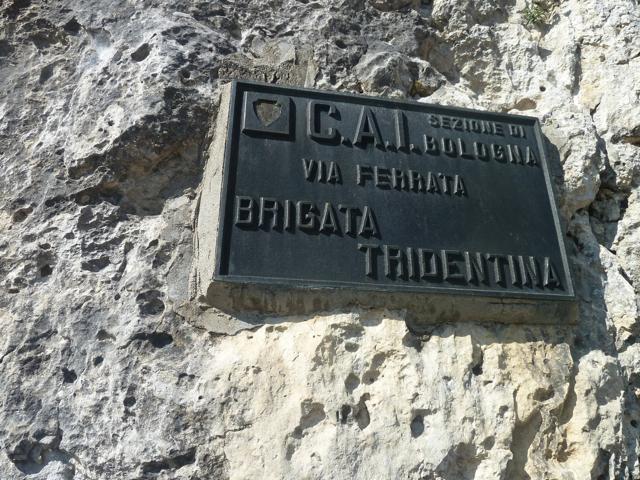 C.A.I. SEZIONE DI BOLOGNA
VIA FERRATA
BRIGATA
TRIDENTINA